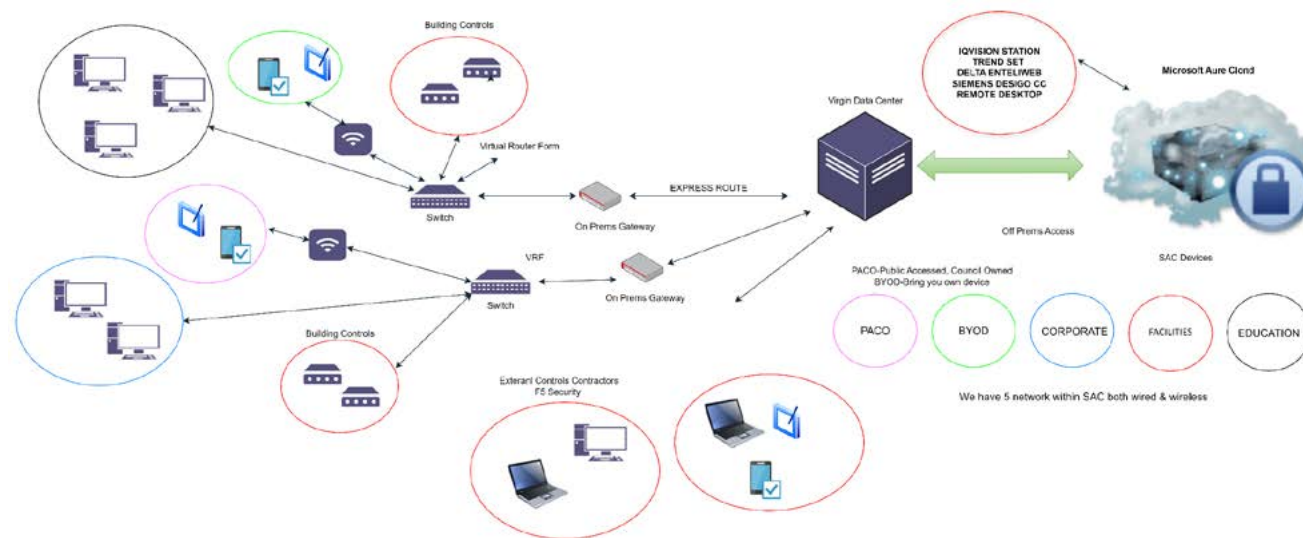 Building Controls
IQVISION STATION
TREND SET
DELTA ENTELIWEB
SIEMENS DESIGO CC
REMOTE DESKTOP
Microsoft Aure Clond
Virgin Data Center
Virtual Router Form
EXPRESS ROUTE
Switch
On Prems Gateway
Off Prems Access
SAC Devices
VRF
Switch
On Prems Gateway
PACO-Public Accessed, Council Owned
BYOD-Bring you own device
PACO
BYOD
CORPORATE
FACILITIES
EDUCATION
Building Controls
Exteranl Controls Contractors
F5 Security
We have 5 network within SAC both wired & wireless